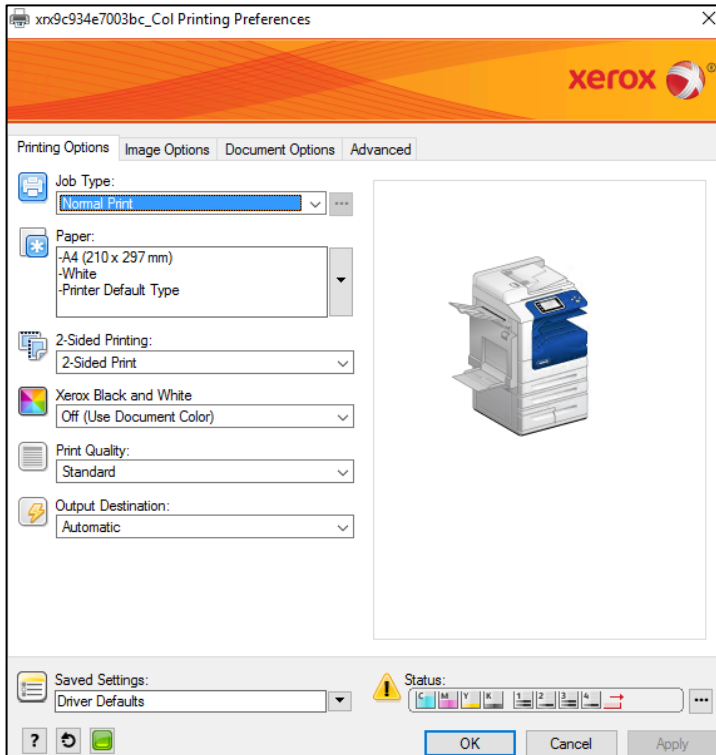 xrx9c934e7003bc_Col Printing Preferences
xerox ®
Printing Options Image Options Document Options Advanced
Job Type:
Normal Print
Paper:
-A4 (210 x 297 mm)
-White
-Printer Default Type
2-Sided Printing:
2-Sided Print
Xerox Black and White
Off (Use Document Color)
Print Quality:
Standard
Output Destination:
Automatic
Saved Settings:
Driver Defaults
Status:
C M Y K 1 2 3 4
?
OK Cancel Apply